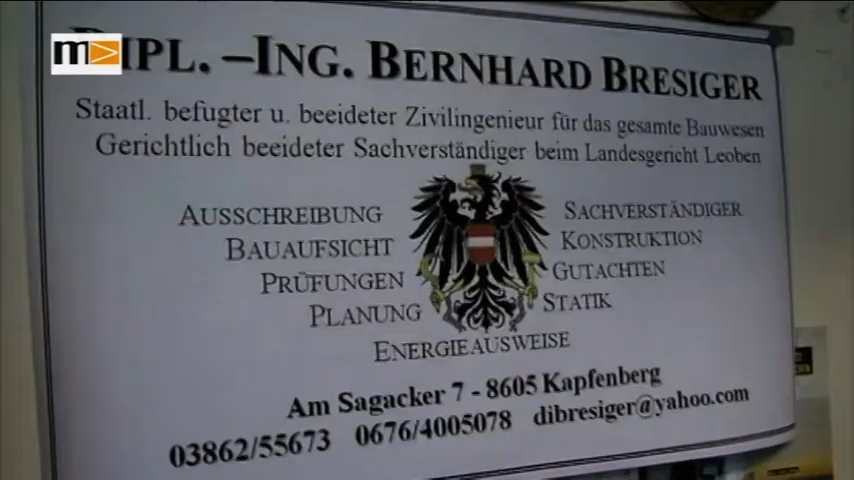 m
DIPL. –ING. BERNHARD BRESIGER
Staatl. befugter u. beeideter Zivilingenieur für das gesamte Bauwesen
Gerichtlich beeideter Sachverständiger beim Landesgericht Leoben
AUSSCHREIBUNG
BAUAUFSICHT
PRÜFUNGEN
PLANUNG
SACHVERSTÄNDIGER
KONSTRUKTION
GUTACHTEN
STATIK
ENERGIEAUSWEISE
Am Sagacker 7 - 8605 Kapfenberg
03862/55673 0676/4005078 dibresiger@yahoo.com